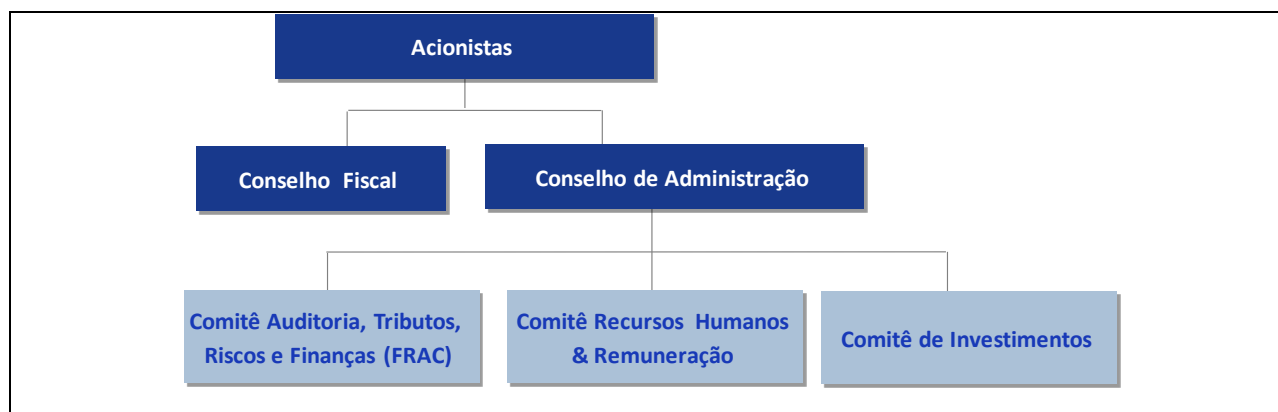 Acionistas
Conselho Fiscal
Conselho de Administração
Comitê Auditoria, Tributos,
Riscos e Finanças (FRAC)
Comitê Recursos Humanos
& Remuneração
Comitê de Investimentos